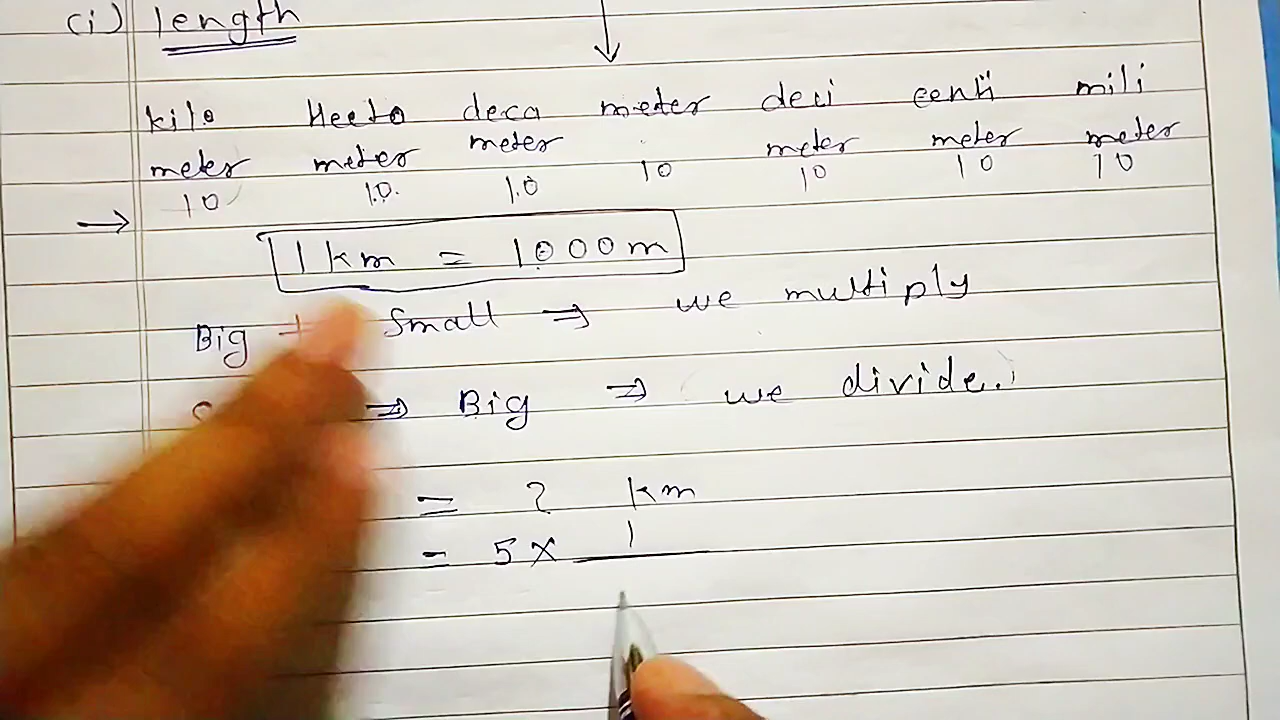 (i) length
kilo Hecto deca meter deci centi mili
meter meter meter meter meter meter
10 10 10 10 10 10 10
1 km = 1000 m
Big small ⇒ we multiply
⇒ Big ⇒ we divide.
= ? km
= 5 × 1